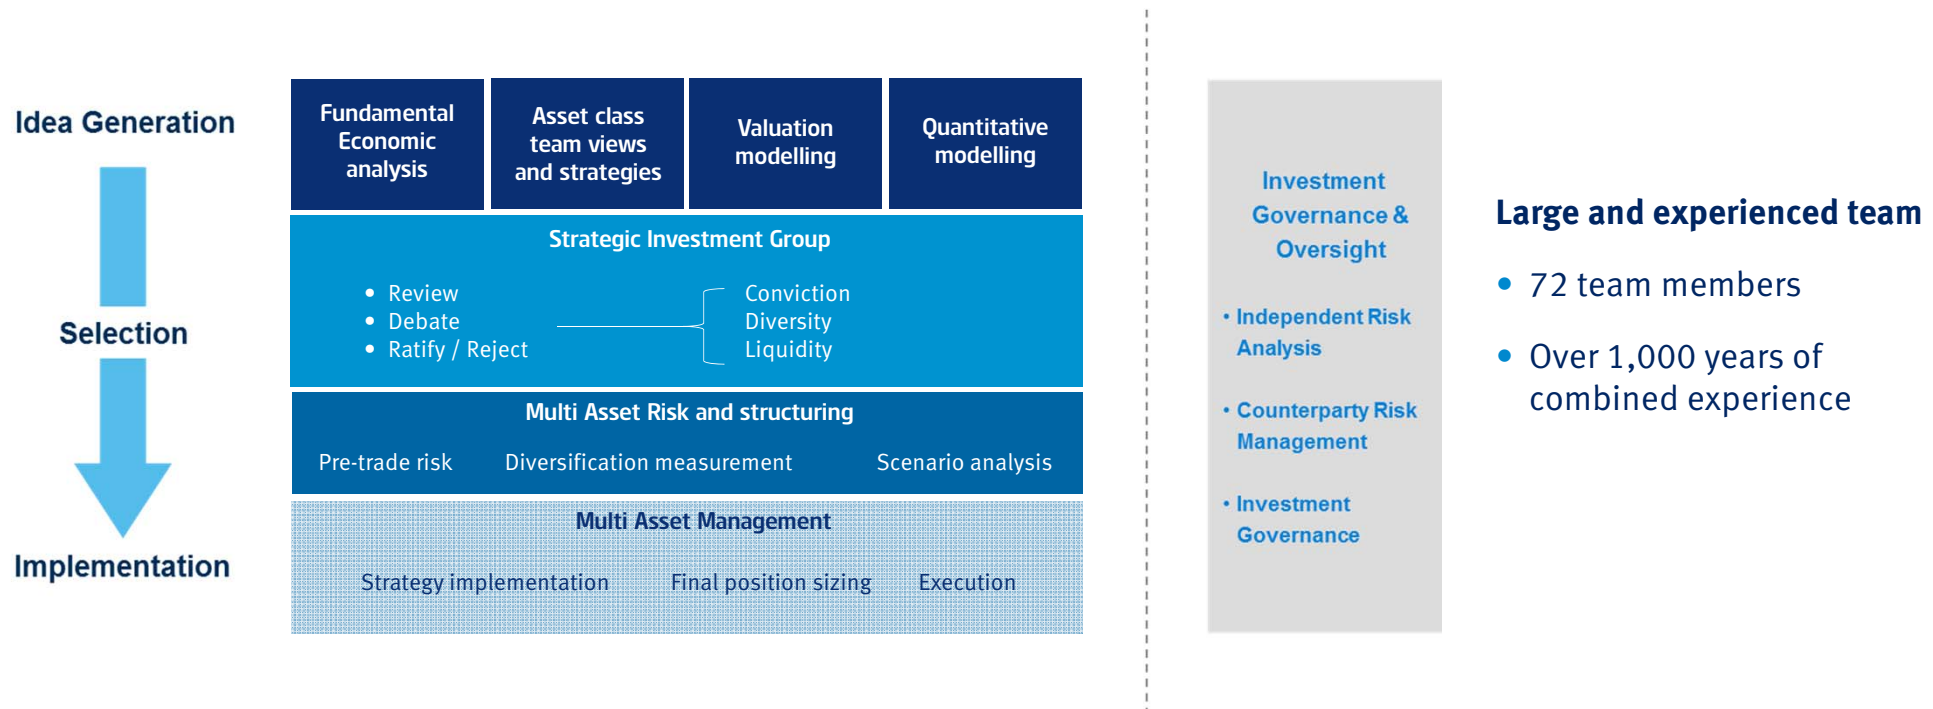 Idea Generation
Selection
Implementation
Fundamental
Economic
analysis
Asset class
team views
and strategies
Valuation
modelling
Quantitative
modelling
Strategic Investment Group
• Review
• Debate
• Ratify / Reject
Conviction
Diversity
Liquidity
Multi Asset Risk and structuring
Pre-trade risk Diversification measurement Scenario analysis
Multi Asset Management
Strategy implementation Final position sizing Execution
Investment
Governance &
Oversight
• Independent Risk
Analysis
• Counterparty Risk
Management
• Investment
Governance
Large and experienced team
• 72 team members
• Over 1,000 years of
combined experience